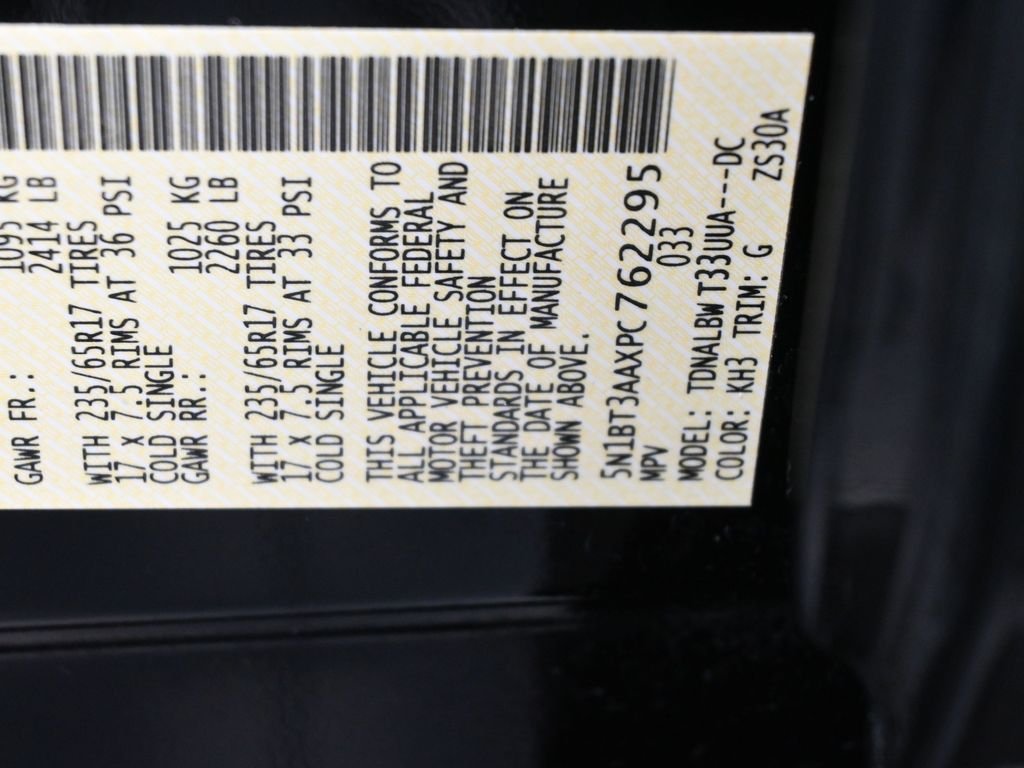 GAWR FR.: 1095 KG
2414 LB
WITH 235/65R17 TIRES
17 X 7.5 RIMS AT 36 PSI
COLD SINGLE
GAWR RR.: 1025 KG
2260 LB
WITH 235/65R17 TIRES
17 X 7.5 RIMS AT 33 PSI
COLD SINGLE
THIS VEHICLE CONFORMS TO
ALL APPLICABLE FEDERAL
MOTOR VEHICLE SAFETY AND
THEFT PREVENTION
STANDARDS IN EFFECT ON
THE DATE OF MANUFACTURE
SHOWN ABOVE.
5N1BT3AAXPC762295
MPV 033
MODEL: TDNALBW T33UUA---DC
COLOR: KH3 TRIM: G ZS30A